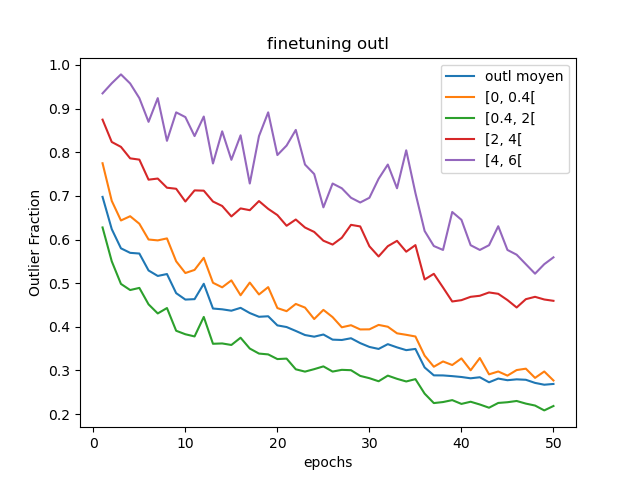 finetuning outl
Outlier Fraction
1.0
0.9
0.8
0.7
0.6
0.5
0.4
0.3
0.2
outl moyen
[0, 0.4[
[0.4, 2[
[2, 4[
[4, 6[
0 10 20 30 40 50
epochs